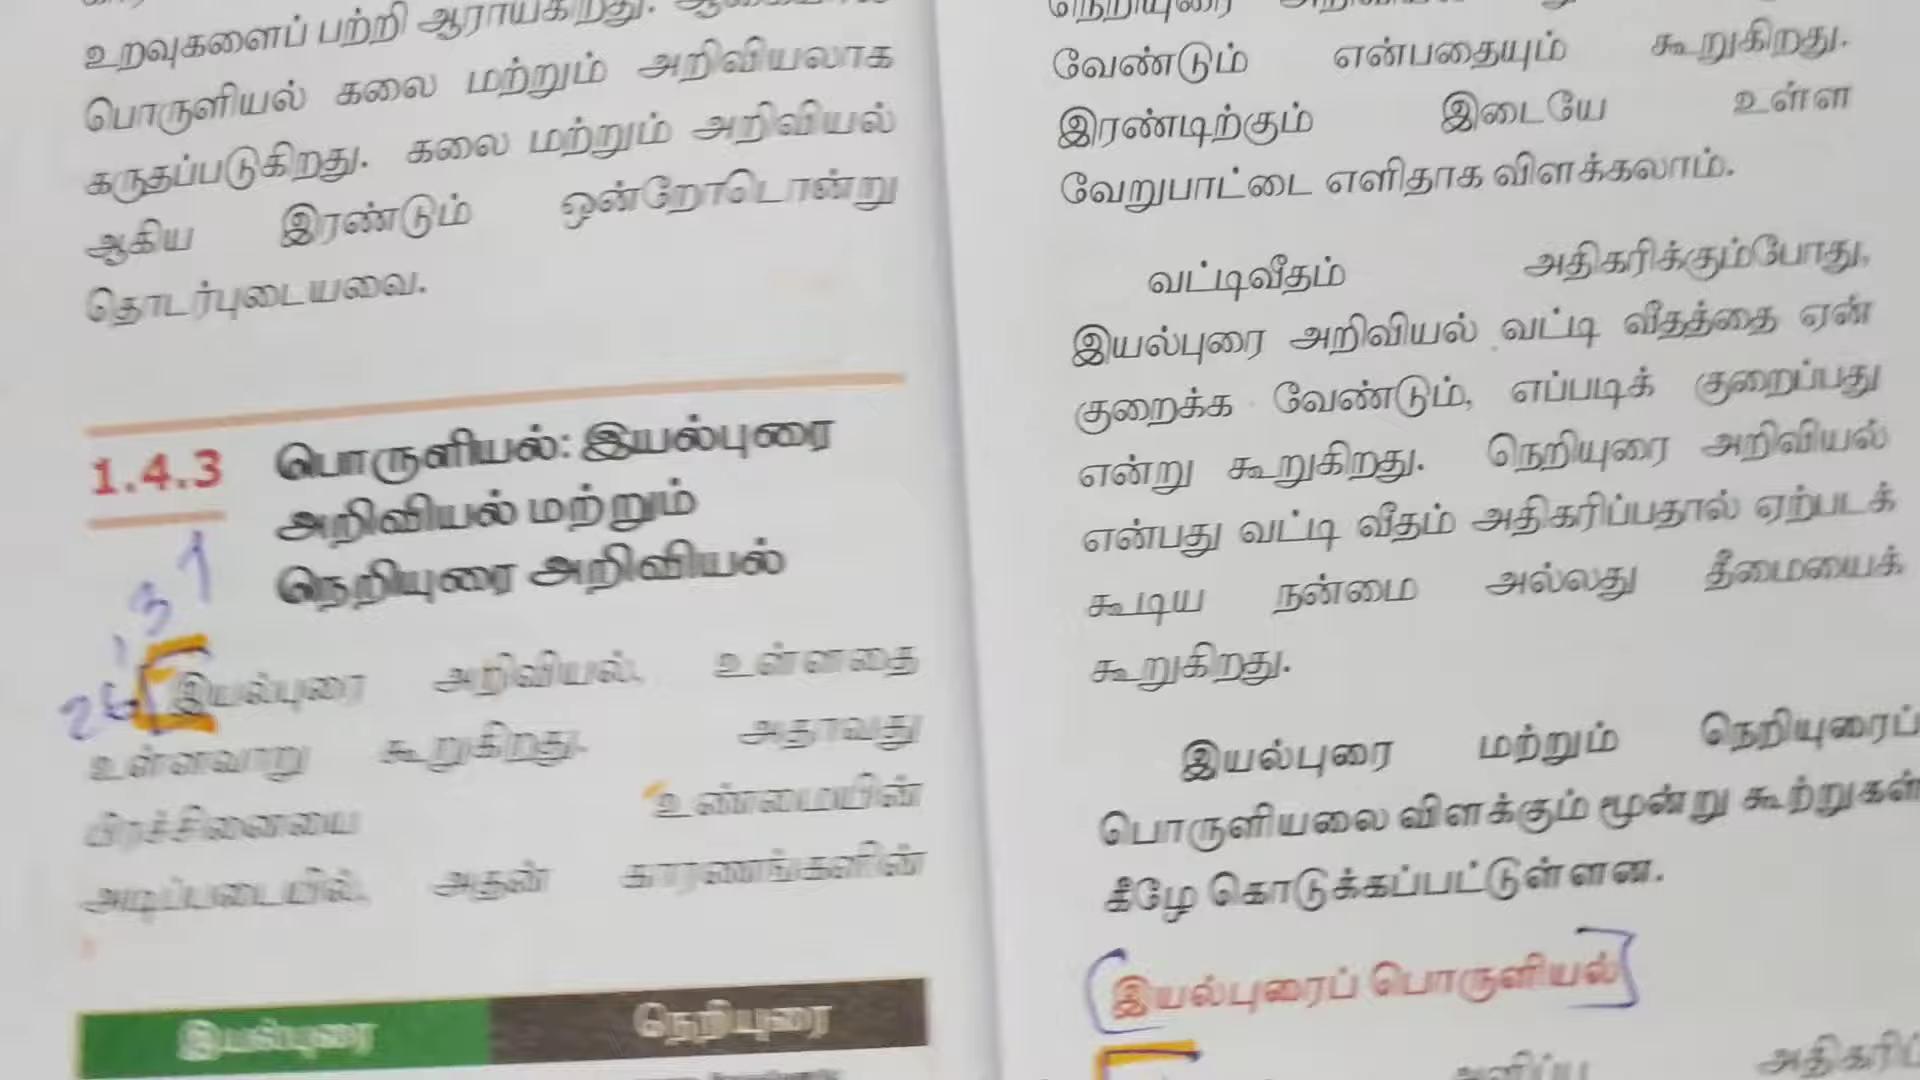 உறவுகளைப் பற்றி ஆராய்கிறது.
பொருளியல் கலை மற்றும் அறிவியலாக
கருதப்படுகிறது. கலை மற்றும் அறிவியல்
ஆகிய இரண்டும் ஒன்றோடொன்று
தொடர்புடையவை.
1.4.3 பொருளியல்: இயல்புரை
அறிவியல் மற்றும்
நெறியுரை அறிவியல்
இயல்புரை அறிவியல், உள்ளதை
உள்ளவாறு கூறுகிறது. அதாவது
பிரச்சினையை உண்மையின்
அடிப்படையில், அதன் காரணங்களின்
இயல்புரை நெறியுரை
நெறியுரை
வேண்டும் என்பதையும் கூறுகிறது.
இரண்டிற்கும் இடையே உள்ள
வேறுபாட்டை எளிதாக விளக்கலாம்.
வட்டிவீதம் அதிகரிக்கும்போது,
இயல்புரை அறிவியல் வட்டி வீதத்தை ஏன்
குறைக்க வேண்டும், எப்படிக் குறைப்பது
என்று கூறுகிறது. நெறியுரை அறிவியல்
என்பது வட்டி வீதம் அதிகரிப்பதால் ஏற்படக்
கூடிய நன்மை அல்லது தீமையைக்
கூறுகிறது.
இயல்புரை மற்றும் நெறியுரைப்
பொருளியலை விளக்கும் மூன்று கூற்றுகள்
கீழே கொடுக்கப்பட்டுள்ளன.
இயல்புரைப் பொருளியல்